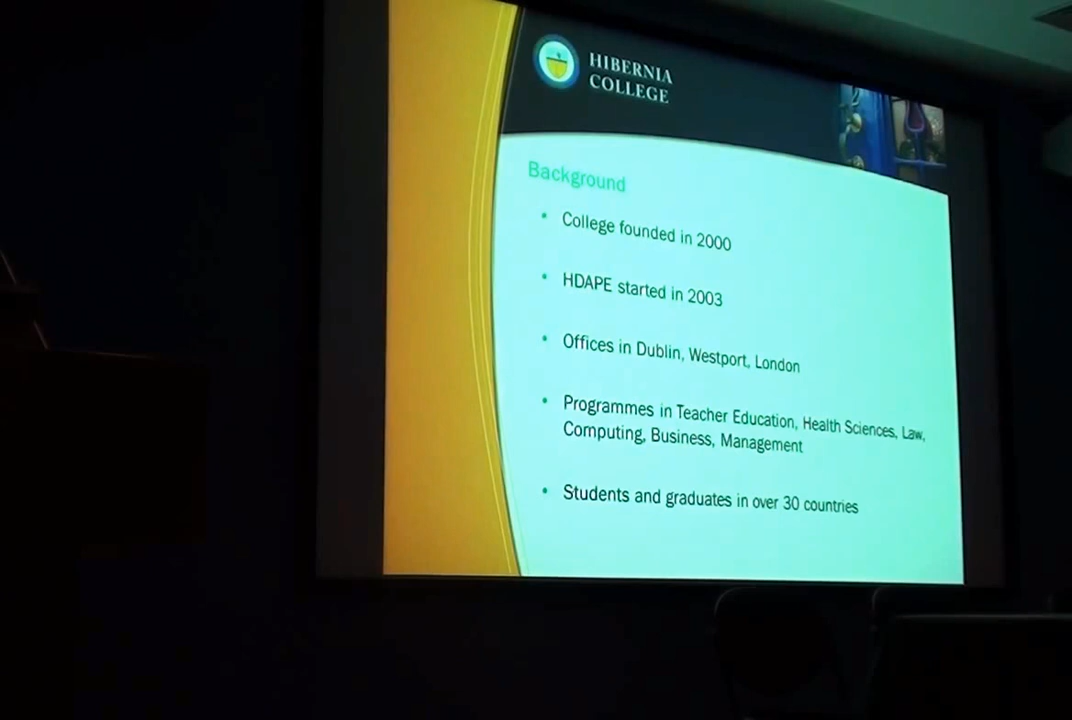 HIBERNIA
COLLEGE
Background
• College founded in 2000
• HDAPE started in 2003
• Offices in Dublin, Westport, London
• Programmes in Teacher Education, Health Sciences, Law,
Computing, Business, Management
• Students and graduates in over 30 countries